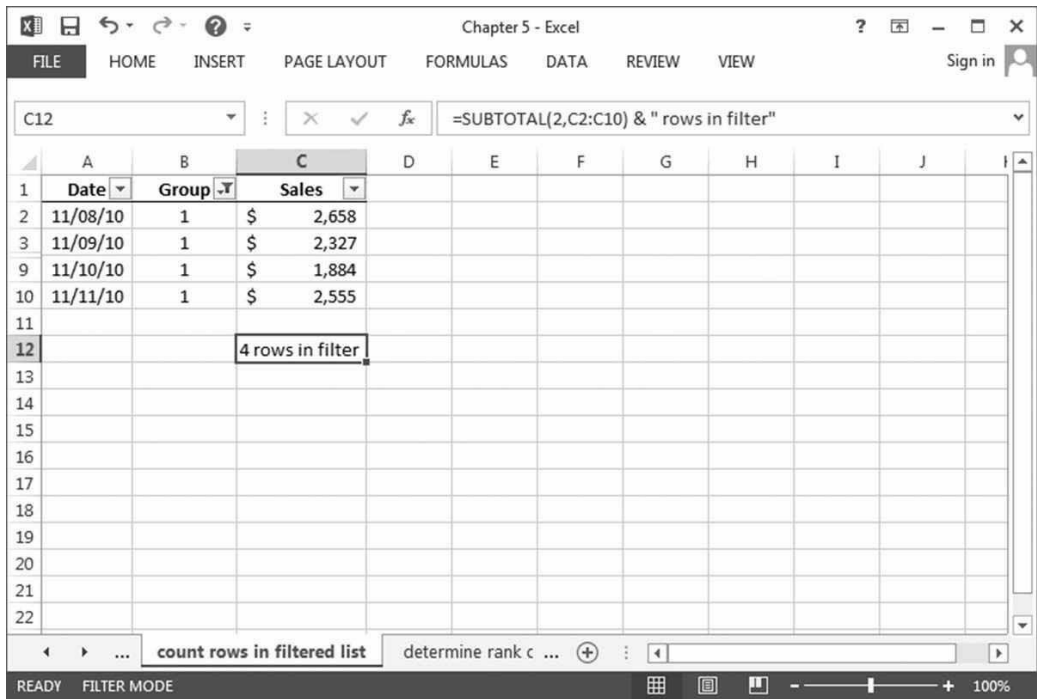 Chapter 5 - Excel
FILE HOME INSERT PAGE LAYOUT FORMULAS DATA REVIEW VIEW Sign in
C12 fx =SUBTOTAL(2,C2:C10) & " rows in filter"
A B C D E F G H I J
1 Date Group Sales
2 11/08/10 1 $ 2,658
3 11/09/10 1 $ 2,327
9 11/10/10 1 $ 1,884
10 11/11/10 1 $ 2,555
11
12 4 rows in filter
13
14
15
16
17
18
19
20
21
22
... count rows in filtered list determine rank c ...
READY FILTER MODE 100%